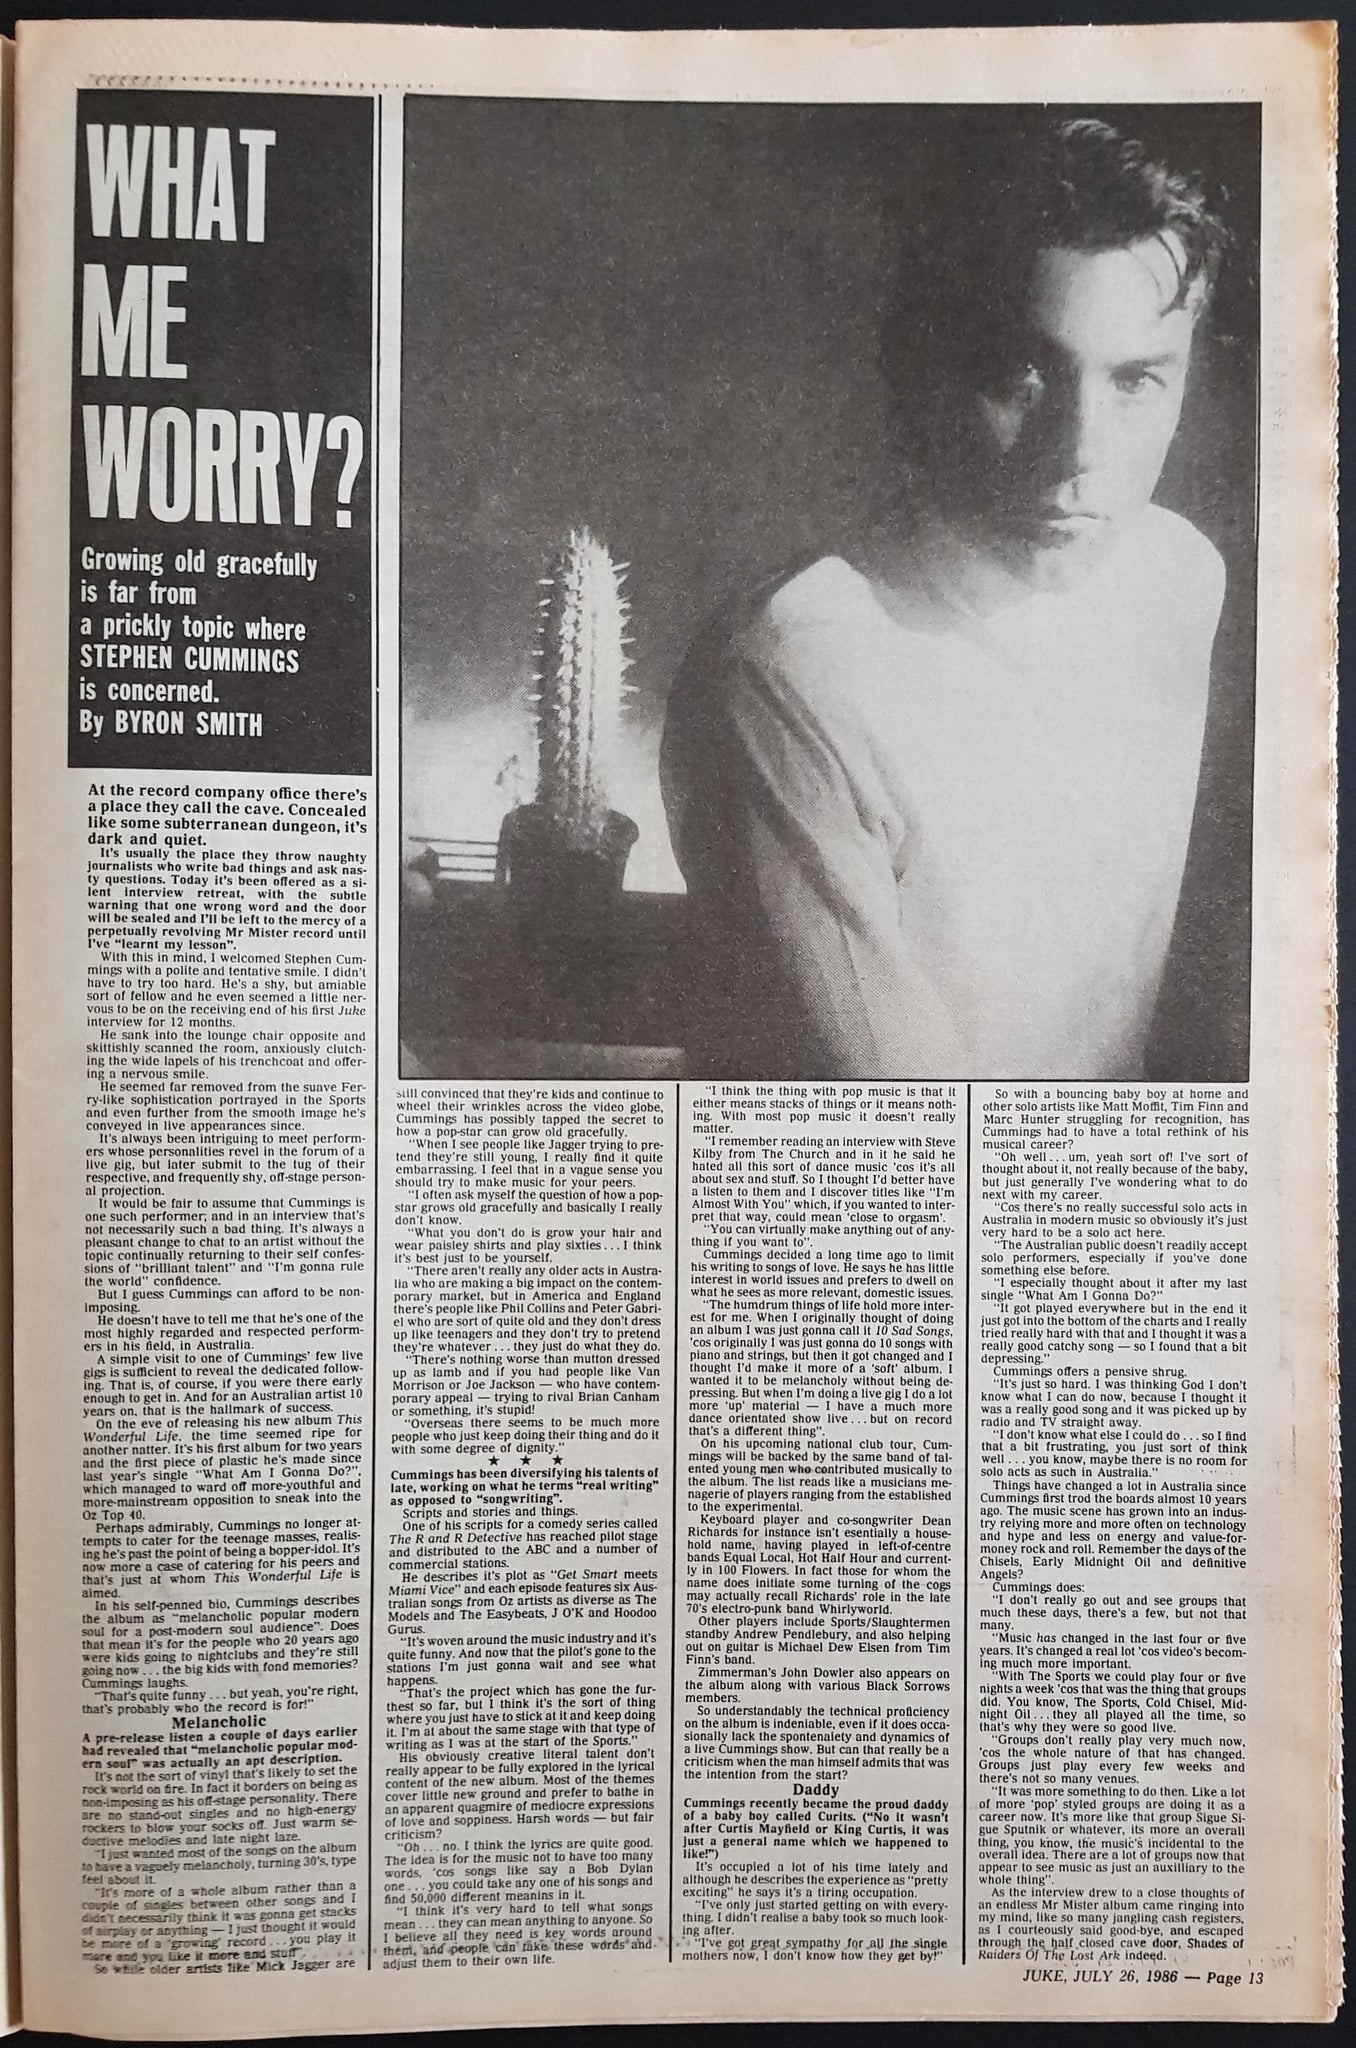 WHAT
ME
WORRY?
Growing old gracefully
is far from
a prickly topic where
STEPHEN CUMMINGS
is concerned.
By BYRON SMITH
At the record company office there's
a place they call the cave. Concealed
like some subterranean dungeon, it's
dark and quiet.
It's usually the place they throw naughty
journalists who write bad things and ask nas-
ty questions. Today it's been offered as a si-
lent interview retreat, with the subtle
warning that one wrong word and the door
will be sealed and I'll be left to the mercy of a
perpetually revolving Mr Mister record until
I've "learnt my lesson".
With this in mind, I welcomed Stephen Cum-
mings with a polite and tentative smile. I didn't
have to try too hard. He's a shy, but amiable
sort of fellow and he even seemed a little ner-
vous to be on the receiving end of his first Juke
interview for 12 months.
He sank into the lounge chair opposite and
skittishly scanned the room, anxiously clutch-
ing the wide lapels of his trenchcoat and offer-
ing a nervous smile.
He seemed far removed from the suave Fer-
ry-like sophistication portrayed in the Sports
and even further from the smooth image he's
conveyed in live appearances since.
It's always been intriguing to meet perform-
ers whose personalities revel in the forum of a
live gig, but later submit to the tug of their
respective, and frequently shy, off-stage person-
al projection.
It would be fair to assume that Cummings is
one such performer; and in an interview that's
not necessarily such a bad thing. It's always a
pleasant change to chat to an artist without the
topic continually returning to their self confes-
sions of "brilliant talent" and "I'm gonna rule
the world" confidence.
But I guess Cummings can afford to be non-
imposing.
He doesn't have to tell me that he's one of the
most highly regarded and respected perform-
ers in his field, in Australia.
A simple visit to one of Cummings' few live
gigs is sufficient to reveal the dedicated follow-
ing. That is, of course, if you were there early
enough to get in. And for an Australian artist 10
years on, that is the hallmark of success.
On the eve of releasing his new album This
Wonderful Life, the time seemed ripe for
another natter. It's his first album for two years
and the first piece of plastic he's made since
last year's single "What Am I Gonna Do?",
which managed to ward off more-youthful and
more-mainstream opposition to sneak into the
Oz Top 40.
Perhaps admirably, Cummings no longer at-
tempts to cater for the teenage masses, realis-
ing he's past the point of being a bopper-idol. It's
now more a case of catering for his peers and
that's just at whom This Wonderful Life is
aimed.
In his self-penned bio, Cummings describes
the album as "melancholic popular modern
soul for a post-modern soul audience". Does
that mean it's for the people who 20 years ago
were kids going to nightclubs and they're still
going now . . . the big kids with fond memories?
Cummings laughs.
"That's quite funny . . . but yeah, you're right,
that's probably who the record is for!"
Melancholic
A pre-release listen a couple of days earlier
had revealed that "melancholic popular mod-
ern soul" was actually an apt description.
It's not the sort of vinyl that's likely to set the
rock world on fire. In fact it borders on being as
non-imposing as his off-stage personality. There
are no stand-out singles and no high-energy
rockers to blow your socks off. Just warm se-
ductive melodies and late night laze.
"I just wanted most of the songs on the album
to have a vaguely melancholy, turning 30's, type
feel about it.
"It's more of a whole album rather than a
couple of singles between other songs and I
didn't necessarily think it was gonna get stacks
of airplay or anything — I just thought it would
be more of a 'growing' record . . . you play it
more and you like it more and stuff".
So while older artists like Mick Jagger are
still convinced that they're kids and continue to
wheel their wrinkles across the video globe,
Cummings has possibly tapped the secret to
how a pop-star can grow old gracefully.
"When I see people like Jagger trying to pre-
tend they're still young, I really find it quite
embarrassing. I feel that in a vague sense you
should try to make music for your peers.
"I often ask myself the question of how a pop-
star grows old gracefully and basically I really
don't know.
"What you don't do is grow your hair and
wear paisley shirts and play sixties . . . I think
it's best just to be yourself.
"There aren't really any older acts in Austra-
lia who are making a big impact on the contem-
porary market, but in America and England
there's people like Phil Collins and Peter Gabri-
el who are sort of quite old and they don't dress
up like teenagers and they don't try to pretend
they're whatever . . . they just do what they do.
"There's nothing worse than mutton dressed
up as lamb and if you had people like Van
Morrison or Joe Jackson — who have contem-
porary appeal — trying to rival Brian Canham
or something, it's stupid!
"Overseas there seems to be much more
people who just keep doing their thing and do it
with some degree of dignity."
★ ★ ★
Cummings has been diversifying his talents of
late, working on what he terms "real writing"
as opposed to "songwriting".
Scripts and stories and things.
One of his scripts for a comedy series called
The R and R Detective has reached pilot stage
and distributed to the ABC and a number of
commercial stations.
He describes it's plot as "Get Smart meets
Miami Vice" and each episode features six Aus-
tralian songs from Oz artists as diverse as The
Models and The Easybeats, J O'K and Hoodoo
Gurus.
"It's woven around the music industry and it's
quite funny. And now that the pilot's gone to the
stations I'm just gonna wait and see what
happens.
"That's the project which has gone the fur-
thest so far, but I think it's the sort of thing
where you just have to stick at it and keep doing
it. I'm at about the same stage with that type of
writing as I was at the start of the Sports."
His obviously creative literal talent don't
really appear to be fully explored in the lyrical
content of the new album. Most of the themes
cover little new ground and prefer to bathe in
an apparent quagmire of mediocre expressions
of love and soppiness. Harsh words — but fair
criticism?
"Oh . . . no. I think the lyrics are quite good.
The idea is for the music not to have too many
words, 'cos songs like say a Bob Dylan
one . . . you could take any one of his songs and
find 50,000 different meanins in it.
"I think it's very hard to tell what songs
mean . . . they can mean anything to anyone. So
I believe all they need is key words around
them, and people can take these words and
adjust them to their own life.
"I think the thing with pop music is that it
either means stacks of things or it means noth-
ing. With most pop music it doesn't really
matter.
"I remember reading an interview with Steve
Kilby from The Church and in it he said he
hated all this sort of dance music 'cos it's all
about sex and stuff. So I thought I'd better have
a listen to them and I discover titles like "I'm
Almost With You" which, if you wanted to inter-
pret that way, could mean 'close to orgasm'.
"You can virtually make anything out of any-
thing if you want to".
Cummings decided a long time ago to limit
his writing to songs of love. He says he has little
interest in world issues and prefers to dwell on
what he sees as more relevant, domestic issues.
"The humdrum things of life hold more inter-
est for me. When I originally thought of doing
an album I was just gonna call it 10 Sad Songs,
'cos originally I was just gonna do 10 songs with
piano and strings, but then it got changed and I
thought I'd make it more of a 'soft' album. I
wanted it to be melancholy without being de-
pressing. But when I'm doing a live gig I do a lot
more 'up' material — I have a much more
dance orientated show live . . . but on record
that's a different thing".
On his upcoming national club tour, Cum-
mings will be backed by the same band of tal-
ented young men who contributed musically to
the album. The list reads like a musicians me-
nagerie of players ranging from the established
to the experimental.
Keyboard player and co-songwriter Dean
Richards for instance isn't esentially a house-
hold name, having played in left-of-centre
bands Equal Local, Hot Half Hour and current-
ly in 100 Flowers. In fact those for whom the
name does initiate some turning of the cogs
may actually recall Richards' role in the late
70's electro-punk band Whirlyworld.
Other players include Sports/Slaughtermen
standby Andrew Pendlebury, and also helping
out on guitar is Michael Dew Elsen from Tim
Finn's band.
Zimmerman's John Dowler also appears on
the album along with various Black Sorrows
members.
So understandably the technical proficiency
on the album is indeniable, even if it does occa-
sionally lack the spontenaiety and dynamics of
a live Cummings show. But can that really be a
criticism when the man himself admits that was
the intention from the start?
Daddy
Cummings recently became the proud daddy
of a baby boy called Curits. ("No it wasn't
after Curtis Mayfield or King Curtis, it was
just a general name which we happened to
like!")
It's occupied a lot of his time lately and
although he describes the experience as "pretty
exciting" he says it's a tiring occupation.
"I've only just started getting on with every-
thing. I didn't realise a baby took so much look-
ing after.
"I've got great sympathy for all the single
mothers now, I don't know how they get by!"
So with a bouncing baby boy at home and
other solo artists like Matt Moffit, Tim Finn and
Marc Hunter struggling for recognition, has
Cummings had to have a total rethink of his
musical career?
"Oh well . . . um, yeah sort of! I've sort of
thought about it, not really because of the baby,
but just generally I've wondering what to do
next with my career.
"Cos there's no really successful solo acts in
Australia in modern music so obviously it's just
very hard to be a solo act here.
"The Australian public doesn't readily accept
solo performers, especially if you've done
something else before.
"I especially thought about it after my last
single "What Am I Gonna Do?"
"It got played everywhere but in the end it
just got into the bottom of the charts and I really
tried really hard with that and I thought it was a
really good catchy song — so I found that a bit
depressing."
Cummings offers a pensive shrug.
"It's just so hard. I was thinking God I don't
know what I can do now, because I thought it
was a really good song and it was picked up by
radio and TV straight away.
"I don't know what else I could do . . . so I find
that a bit frustrating, you just sort of think
well . . . you know, maybe there is no room for
solo acts as such in Australia."
Things have changed a lot in Australia since
Cummings first trod the boards almost 10 years
ago. The music scene has grown into an indus-
try relying more and more often on technology
and hype and less on energy and value-for-
money rock and roll. Remember the days of the
Chisels, Early Midnight Oil and definitive
Angels?
Cummings does:
"I don't really go out and see groups that
much these days, there's a few, but not that
many.
"Music has changed in the last four or five
years. It's changed a real lot 'cos video's becom-
ing much more important.
"With The Sports we could play four or five
nights a week 'cos that was the thing that groups
did. You know, The Sports, Cold Chisel, Mid-
night Oil . . . they all played all the time, so
that's why they were so good live.
"Groups don't really play very much now,
'cos the whole nature of that has changed.
Groups just play every few weeks and
there's not so many venues.
"It was more something to do then. Like a lot
of more 'pop' styled groups are doing it as a
career now. It's more like that group Sigue Si-
gue Sputnik or whatever, its more an overall
thing, you know, the music's incidental to the
overall idea. There are a lot of groups now that
appear to see music as just an auxilliary to the
whole thing".
As the interview drew to a close thoughts of
an endless Mr Mister album came ringing into
my mind, like so many jangling cash registers,
as I courteously said good-bye, and escaped
through the half closed cave door, Shades of
Raiders Of The Lost Ark indeed.
JUKE, JULY 26, 1986 — Page 13